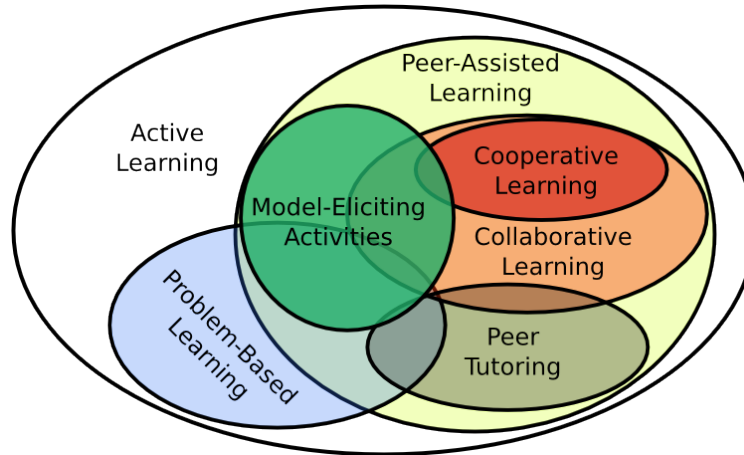 Peer-Assisted
Learning
Active
Learning
Cooperative
Learning
Model-Eliciting
Activities
Collaborative
Learning
Problem-Based
Learning
Peer
Tutoring